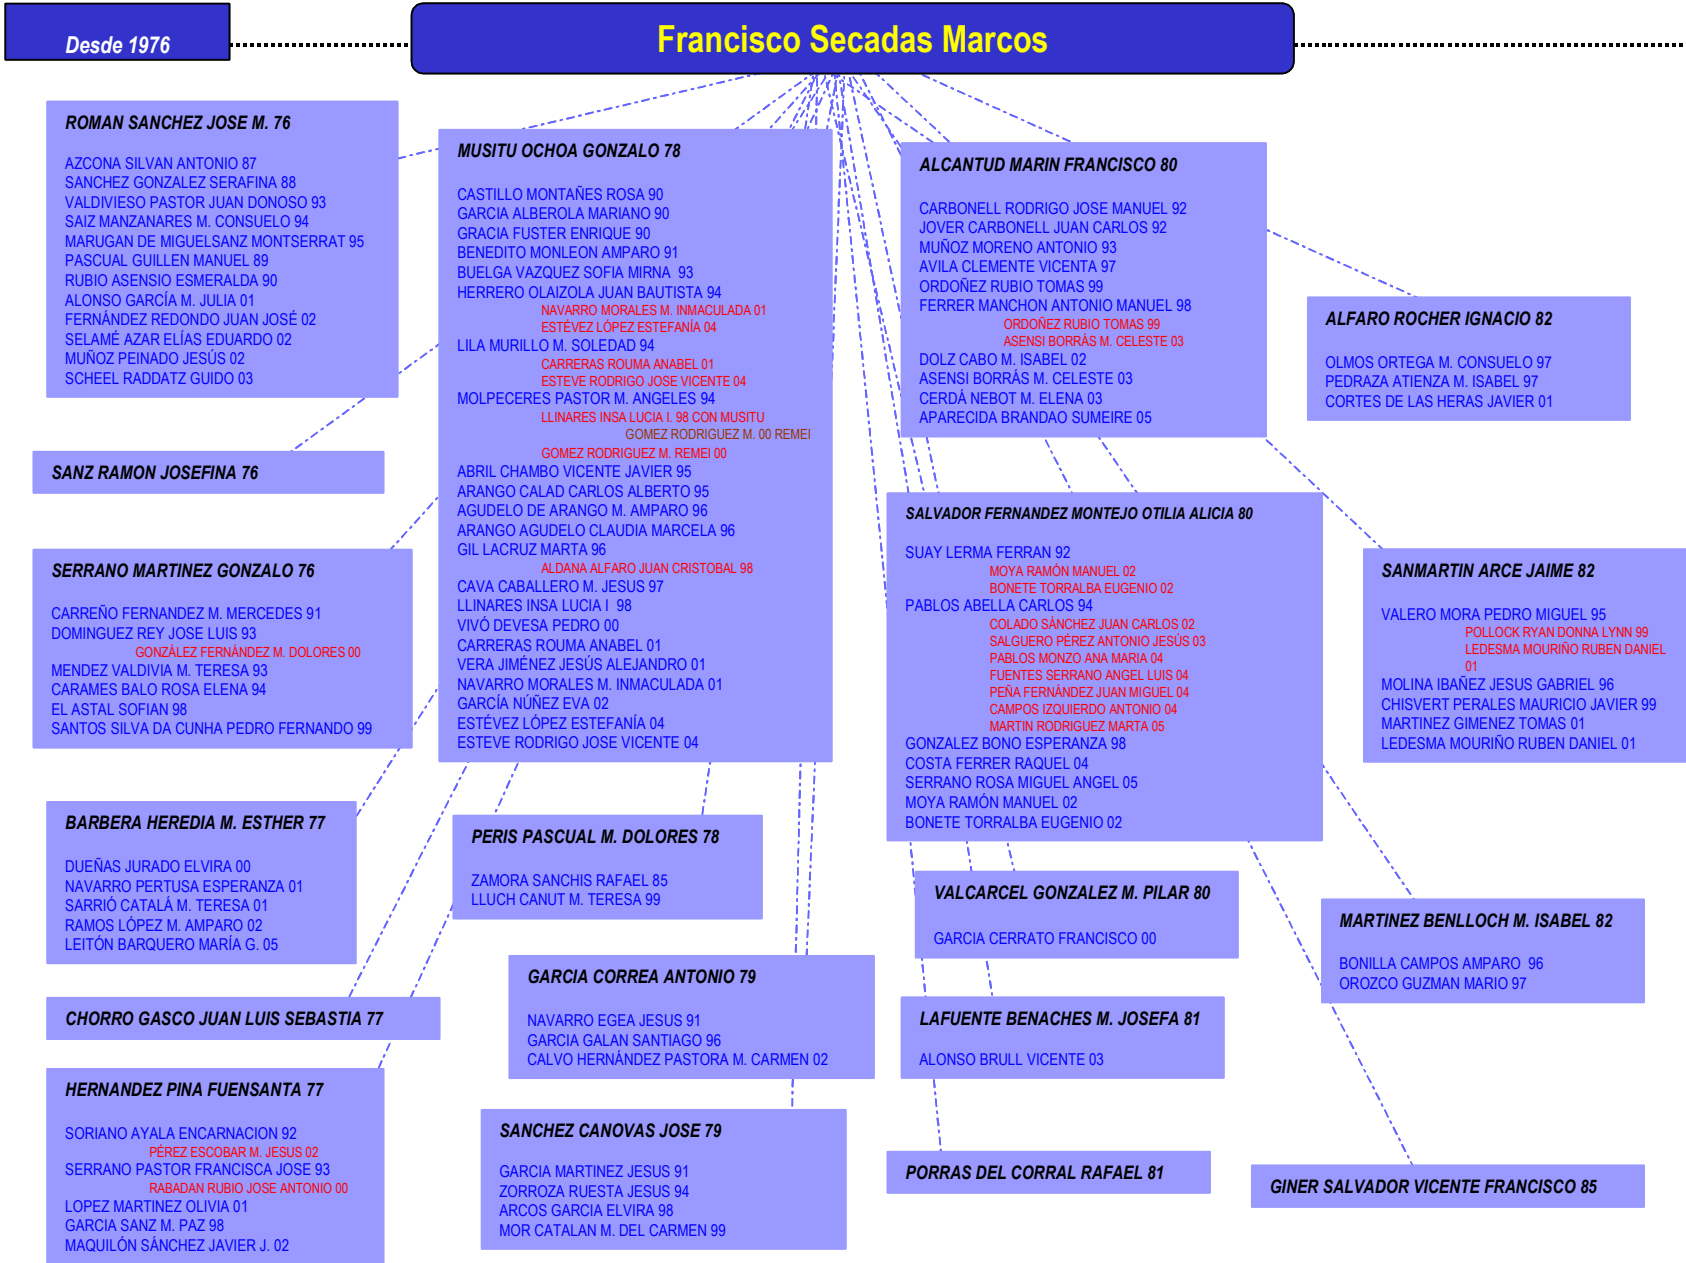 Desde 1976
Francisco Secadas Marcos
ROMAN SANCHEZ JOSE M. 76
AZCONA SILVAN ANTONIO 87
SANCHEZ GONZALEZ SERAFINA 88
VALDIVIESO PASTOR JUAN DONOSO 93
SAIZ MANZANARES M. CONSUELO 94
MARUGAN DE MIGUELSANZ MONTSERRAT 95
PASCUAL GUILLEN MANUEL 89
RUBIO ASENSIO ESMERALDA 90
ALONSO GARCÍA M. JULIA 01
FERNÁNDEZ REDONDO JUAN JOSÉ 02
SELAMÉ AZAR ELÍAS EDUARDO 02
MUÑOZ PEINADO JESÚS 02
SCHEEL RADDATZ GUIDO 03
SANZ RAMON JOSEFINA 76
SERRANO MARTINEZ GONZALO 76
CARREÑO FERNANDEZ M. MERCEDES 91
DOMINGUEZ REY JOSE LUIS 93
GONZÁLEZ FERNÁNDEZ M. DOLORES 00
MENDEZ VALDIVIA M. TERESA 93
CARAMES BALO ROSA ELENA 94
EL ASTAL SOFIAN 98
SANTOS SILVA DA CUNHA PEDRO FERNANDO 99
BARBERA HEREDIA M. ESTHER 77
DUEÑAS JURADO ELVIRA 00
NAVARRO PERTUSA ESPERANZA 01
SARRIÓ CATALÁ M. TERESA 01
RAMOS LÓPEZ M. AMPARO 02
LEITÓN BARQUERO MARÍA G. 05
CHORRO GASCO JUAN LUIS SEBASTIA 77
HERNANDEZ PINA FUENSANTA 77
SORIANO AYALA ENCARNACION 92
PÉREZ ESCOBAR M. JESUS 02
SERRANO PASTOR FRANCISCA JOSE 93
RABADAN RUBIO JOSE ANTONIO 00
LOPEZ MARTINEZ OLIVIA 01
GARCIA SANZ M. PAZ 98
MAQUILÓN SÁNCHEZ JAVIER J. 02
MUSITU OCHOA GONZALO 78
CASTILLO MONTAÑES ROSA 90
GARCIA ALBEROLA MARIANO 90
GRACIA FUSTER ENRIQUE 90
BENEDITO MONLEON AMPARO 91
BUELGA VAZQUEZ SOFIA MIRNA 93
HERRERO OLAIZOLA JUAN BAUTISTA 94
NAVARRO MORALES M. INMACULADA 01
ESTÉVEZ LÓPEZ ESTEFANÍA 04
LILA MURILLO M. SOLEDAD 94
CARRERAS ROUMA ANABEL 01
ESTEVE RODRIGO JOSE VICENTE 04
MOLPECERES PASTOR M. ANGELES 94
LLINARES INSA LUCIA I. 98 CON MUSITU
GOMEZ RODRIGUEZ M. 00 REMEI
GOMEZ RODRIGUEZ M. REMEI 00
ABRIL CHAMBO VICENTE JAVIER 95
ARANGO CALAD CARLOS ALBERTO 95
AGUDELO DE ARANGO M. AMPARO 96
ARANGO AGUDELO CLAUDIA MARCELA 96
GIL LACRUZ MARTA 96
ALDANA ALFARO JUAN CRISTOBAL 98
CAVA CABALLERO M. JESUS 97
LLINARES INSA LUCIA I 98
VIVÓ DEVESA PEDRO 00
CARRERAS ROUMA ANABEL 01
VERA JIMÉNEZ JESÚS ALEJANDRO 01
NAVARRO MORALES M. INMACULADA 01
GARCÍA NÚÑEZ EVA 02
ESTÉVEZ LÓPEZ ESTEFANÍA 04
ESTEVE RODRIGO JOSE VICENTE 04
PERIS PASCUAL M. DOLORES 78
ZAMORA SANCHIS RAFAEL 85
LLUCH CANUT M. TERESA 99
GARCIA CORREA ANTONIO 79
NAVARRO EGEA JESUS 91
GARCIA GALAN SANTIAGO 96
CALVO HERNÁNDEZ PASTORA M. CARMEN 02
SANCHEZ CANOVAS JOSE 79
GARCIA MARTINEZ JESUS 91
ZORROZA RUESTA JESUS 94
ARCOS GARCIA ELVIRA 98
MOR CATALAN M. DEL CARMEN 99
ALCANTUD MARIN FRANCISCO 80
CARBONELL RODRIGO JOSE MANUEL 92
JOVER CARBONELL JUAN CARLOS 92
MUÑOZ MORENO ANTONIO 93
AVILA CLEMENTE VICENTA 97
ORDOÑEZ RUBIO TOMAS 99
FERRER MANCHON ANTONIO MANUEL 98
ORDOÑEZ RUBIO TOMAS 99
ASENSI BORRÁS M. CELESTE 03
DOLZ CABO M. ISABEL 02
ASENSI BORRÁS M. CELESTE 03
CERDÁ NEBOT M. ELENA 03
APARECIDA BRANDAO SUMEIRE 05
SALVADOR FERNANDEZ MONTEJO OTILIA ALICIA 80
SUAY LERMA FERRAN 92
MOYA RAMÓN MANUEL 02
BONETE TORRALBA EUGENIO 02
PABLOS ABELLA CARLOS 94
COLADO SÁNCHEZ JUAN CARLOS 02
SALGUERO PÉREZ ANTONIO JESÚS 03
PABLOS MONZO ANA MARIA 04
FUENTES SERRANO ANGEL LUIS 04
PEÑA FERNÁNDEZ JUAN MIGUEL 04
CAMPOS IZQUIERDO ANTONIO 04
MARTIN RODRIGUEZ MARTA 05
GONZALEZ BONO ESPERANZA 98
COSTA FERRER RAQUEL 04
SERRANO ROSA MIGUEL ANGEL 05
MOYA RAMÓN MANUEL 02
BONETE TORRALBA EUGENIO 02
VALCARCEL GONZALEZ M. PILAR 80
GARCIA CERRATO FRANCISCO 00
LAFUENTE BENACHES M. JOSEFA 81
ALONSO BRULL VICENTE 03
PORRAS DEL CORRAL RAFAEL 81
ALFARO ROCHER IGNACIO 82
OLMOS ORTEGA M. CONSUELO 97
PEDRAZA ATIENZA M. ISABEL 97
CORTES DE LAS HERAS JAVIER 01
SANMARTIN ARCE JAIME 82
VALERO MORA PEDRO MIGUEL 95
POLLOCK RYAN DONNA LYNN 99
LEDESMA MOURIÑO RUBEN DANIEL
01
MOLINA IBAÑEZ JESUS GABRIEL 96
CHISVERT PERALES MAURICIO JAVIER 99
MARTINEZ GIMENEZ TOMAS 01
LEDESMA MOURIÑO RUBEN DANIEL 01
MARTINEZ BENLLOCH M. ISABEL 82
BONILLA CAMPOS AMPARO 96
OROZCO GUZMAN MARIO 97
GINER SALVADOR VICENTE FRANCISCO 85